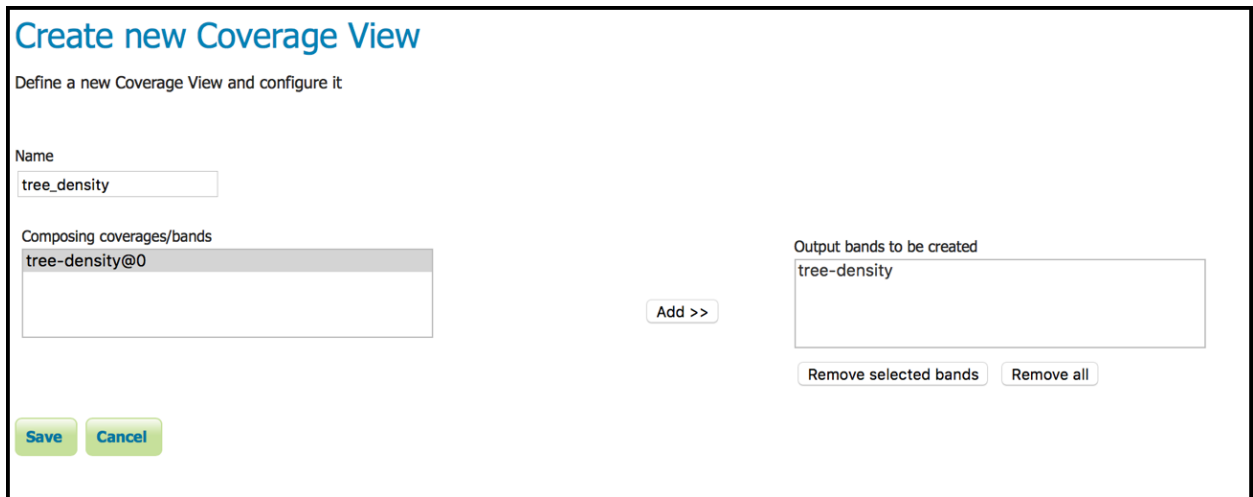 Create new Coverage View
Define a new Coverage View and configure it
Name
tree_density
Composing coverages/bands
tree-density@0
Add >>
Output bands to be created
tree-density
Remove selected bands Remove all
Save Cancel